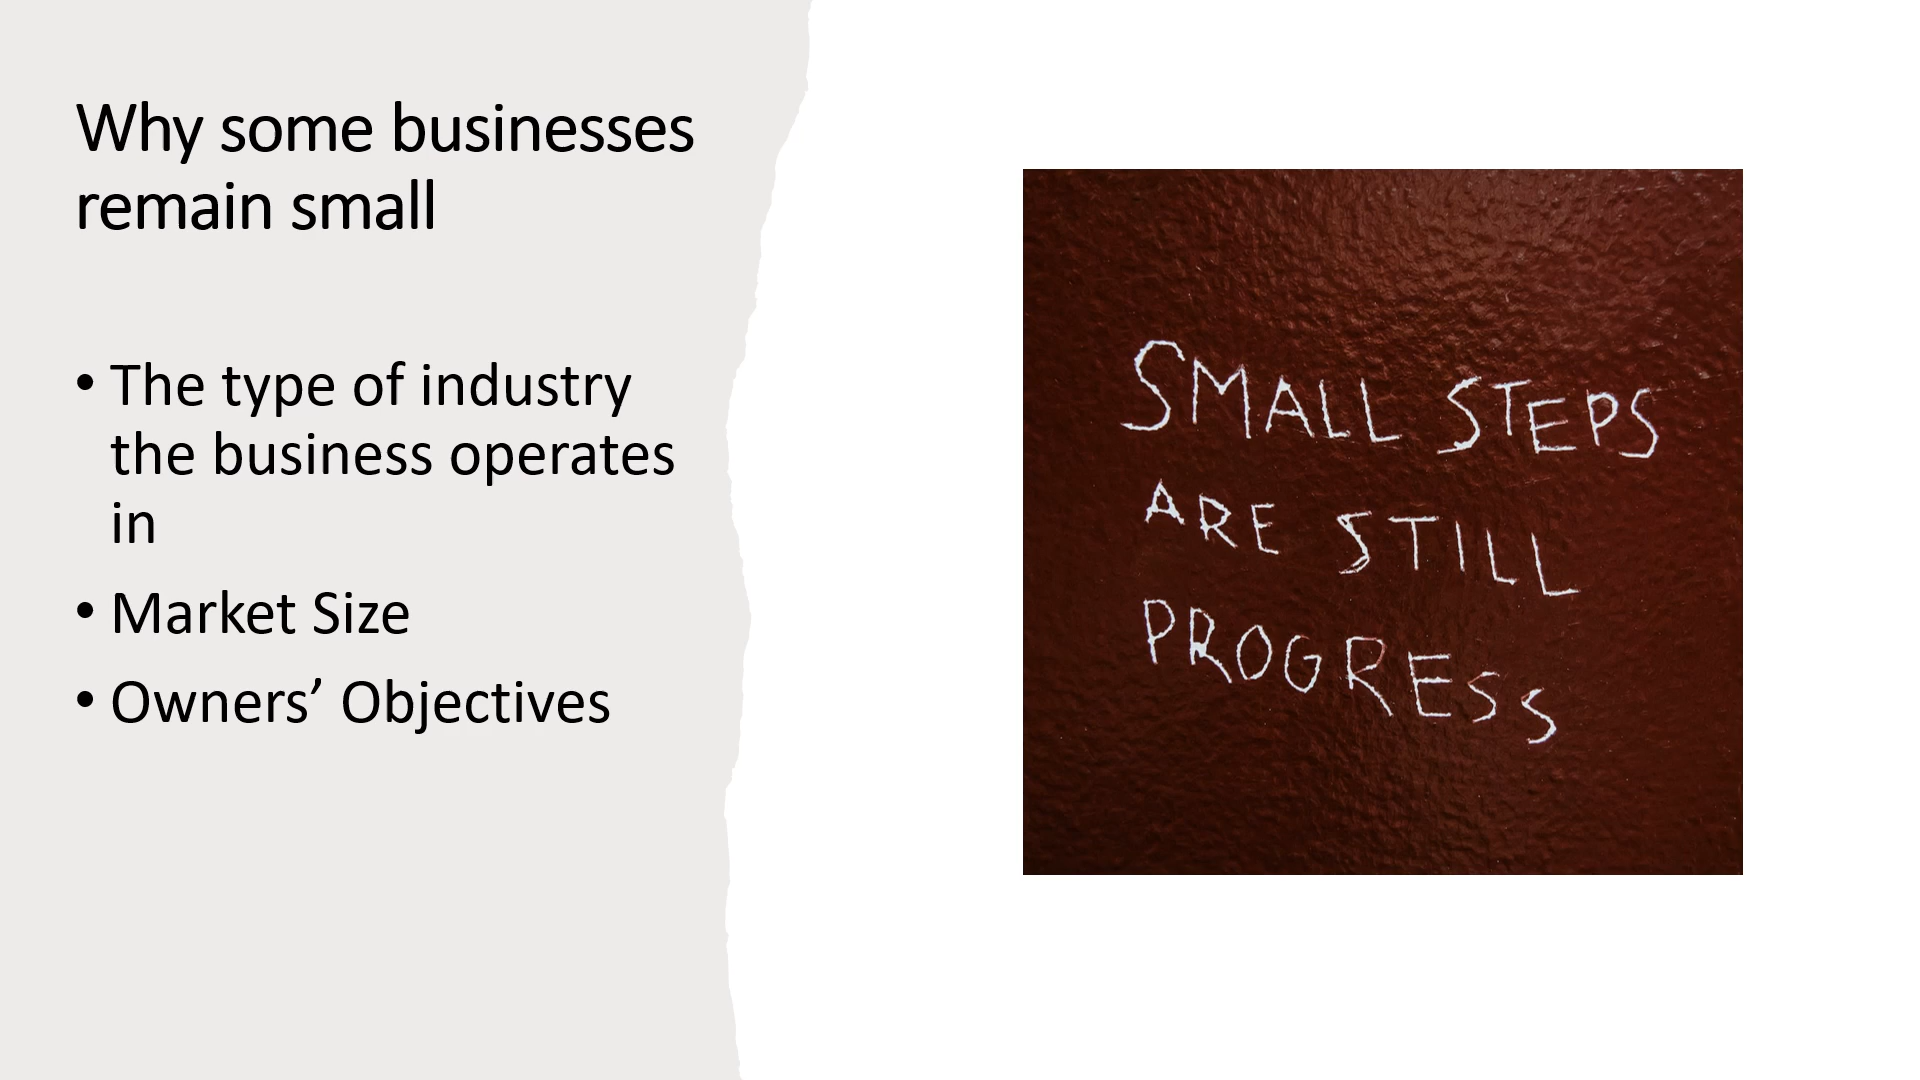 Why some businesses
remain small
• The type of industry
the business operates
in
• Market Size
• Owners’ Objectives
SMALL STEPS
ARE STILL
PROGRESS